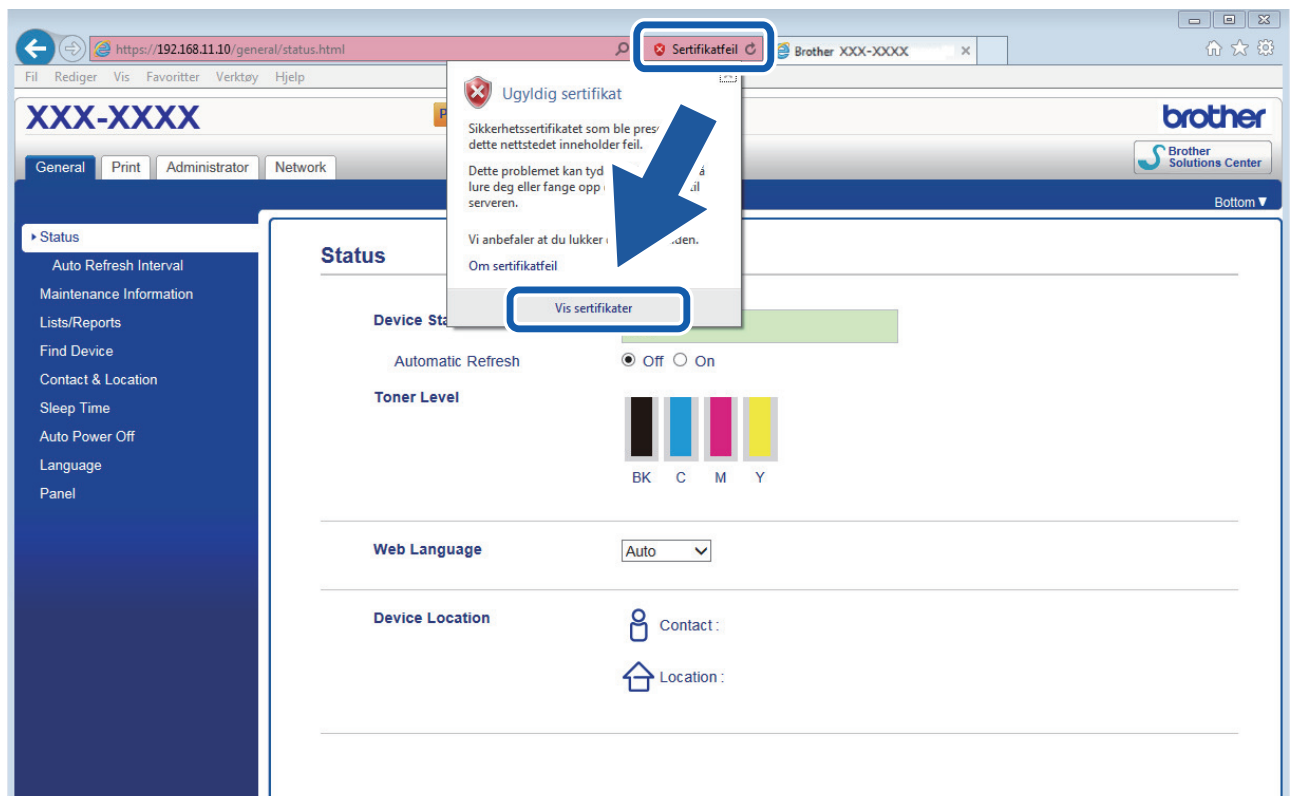 https://192.168.11.10/general/status.html
Sertifikatfeil
Brother XXX-XXXX
Fil Rediger Vis Favoritter Verktøy Hjelp
XXX-XXXX
brother
Ugyldig sertifikat
Sikkerhetssertifikatet som ble
dette nettstedet inneholder feil.
Dette problemet kan
lure deg eller fange opp til
serveren.
Vi anbefaler at du lukker
Om sertifikatfeil
Vis sertifikater
General Print Administrator Network
Brother
Solutions Center
Bottom▼
Status
Auto Refresh Interval
Maintenance Information
Lists/Reports
Find Device
Contact & Location
Sleep Time
Auto Power Off
Language
Panel
Status
Device
Automatic Refresh Off On
Toner Level
BK C M Y
Web Language Auto
Device Location Contact :
Location :